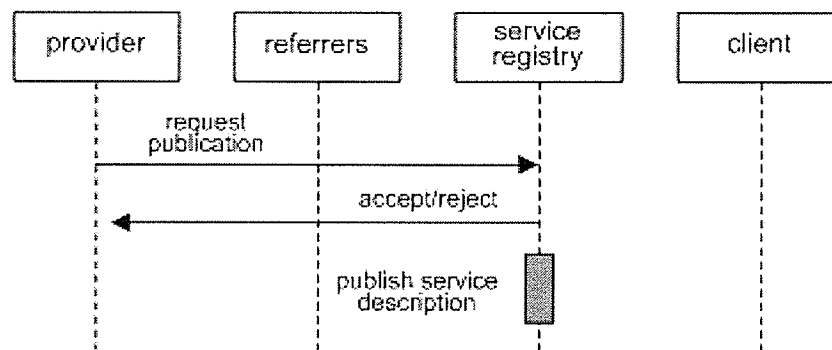 provider
referrers
service
registry
client
request
publication
accept/reject
publish service
description